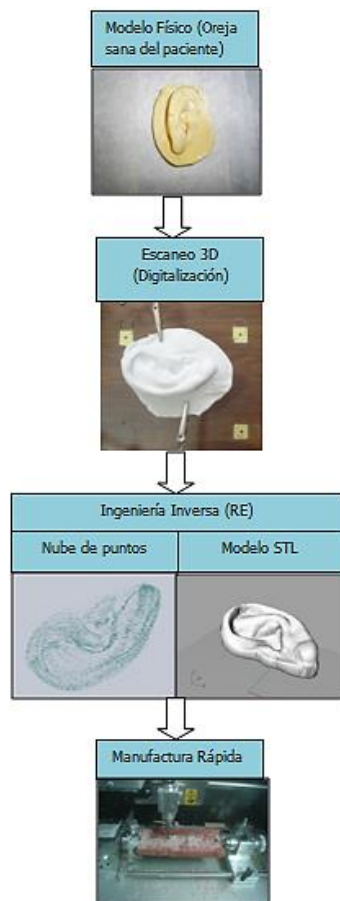 Modelo Físico (Oreja
sana del paciente)
Escaneo 3D
(Digitalización)
Ingeniería Inversa (RE)
Nube de puntos
Modelo STL
Manufactura Rápida